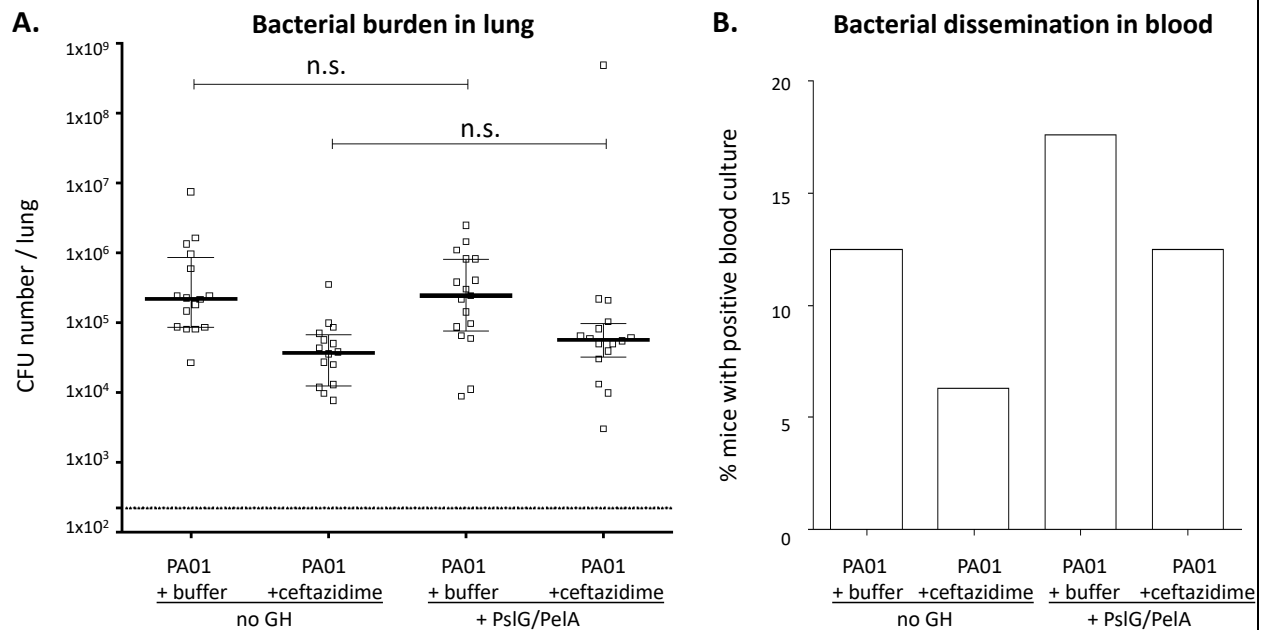 A.
Bacterial burden in lung
CFU number / lung
1x10⁹
1x10⁸
1x10⁷
1x10⁶
1x10⁵
1x10⁴
1x10³
1x10²
n.s.
n.s.
PA01 PA01 PA01 PA01
+ buffer +ceftazidime + buffer +ceftazidime
no GH + PslG/PelA
B.
Bacterial dissemination in blood
% mice with positive blood culture
20
15
10
5
0
PA01 PA01 PA01 PA01
+ buffer +ceftazidime + buffer +ceftazidime
no GH + PslG/PelA